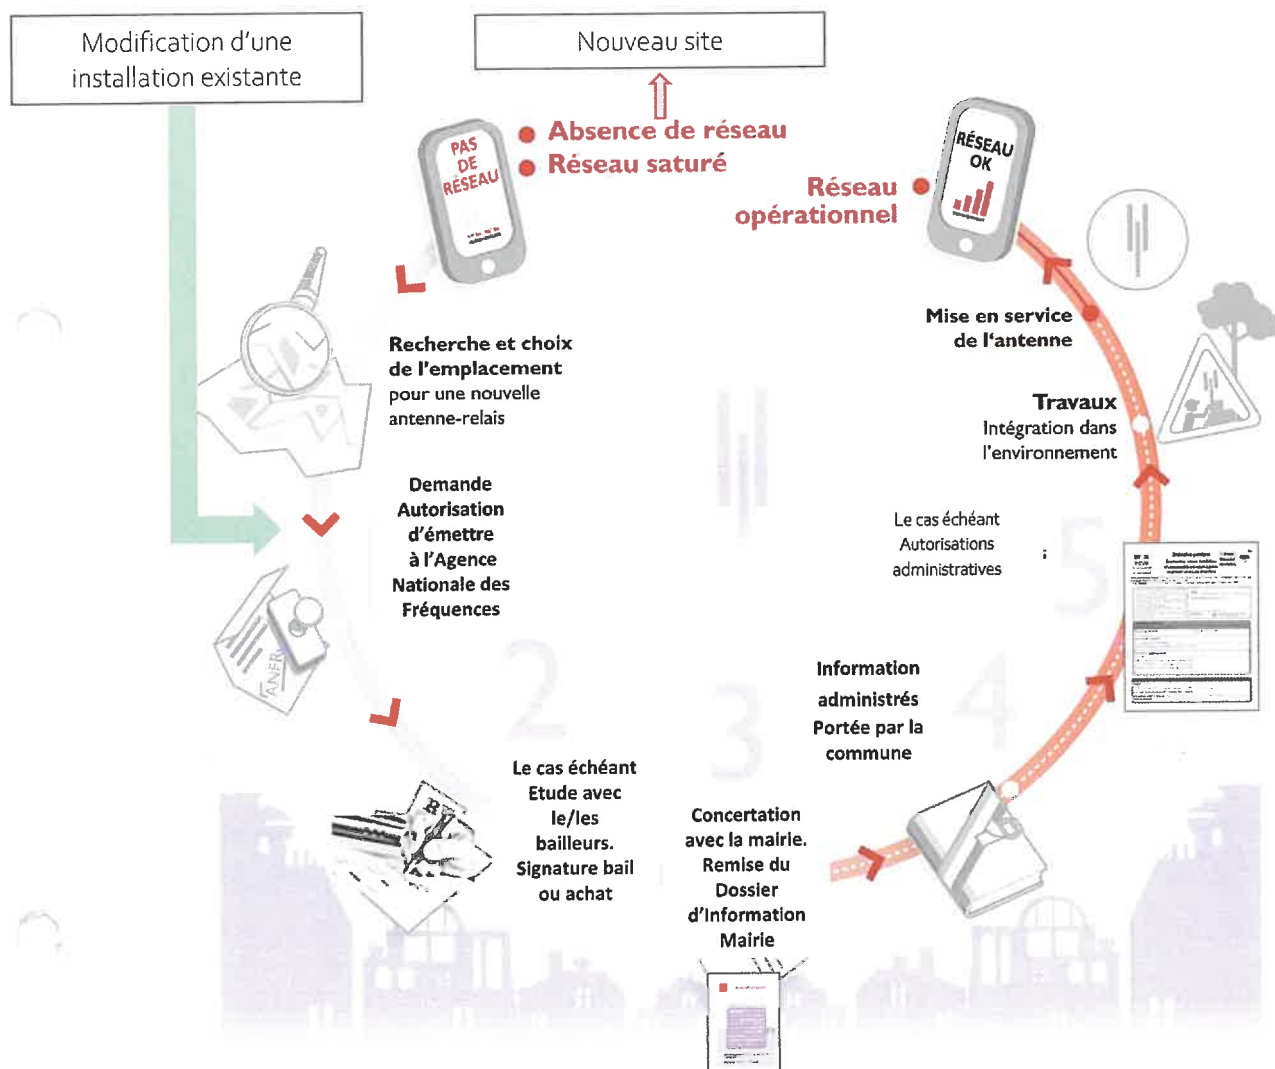 Modification d'une
installation existante
Nouveau site
Absence de réseau
Réseau saturé
PAS
DE
RÉSEAU
RÉSEAU
OK
Réseau
opérationnel
Recherche et choix
de l'emplacement
pour une nouvelle
antenne-relais
Mise en service
de l'antenne
Travaux
Intégration dans
l'environnement
Demande
Autorisation
d'émettre
à l'Agence
Nationale des
Fréquences
ANFR
Le cas échéant
Autorisations
administratives
:
5
2
3
4
Information
administrés
Portée par la
commune
Le cas échéant
Etude avec
le/les
bailleurs.
Signature bail
ou achat
Concertation
avec la mairie.
Remise du
Dossier
d'Information
Mairie